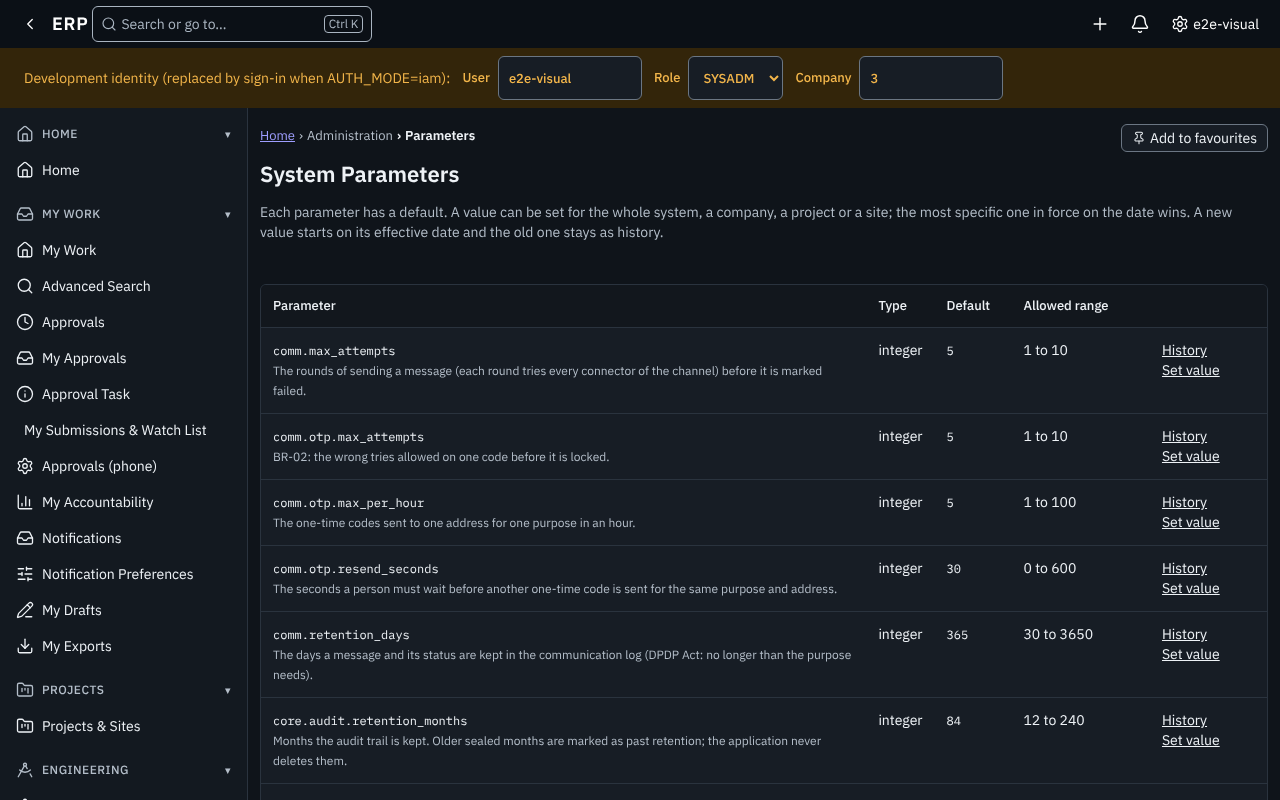 ERP
Search or go to...
Ctrl K
e2e-visual
Development identity (replaced by sign-in when AUTH_MODE=iam):
User
e2e-visual
Role
SYSADM
Company
3
HOME
Home
MY WORK
My Work
Advanced Search
Approvals
My Approvals
Approval Task
My Submissions & Watch List
Approvals (phone)
My Accountability
Notifications
Notification Preferences
My Drafts
My Exports
PROJECTS
Projects & Sites
ENGINEERING
Home › Administration › Parameters
Add to favourites
System Parameters
Each parameter has a default. A value can be set for the whole system, a company, a project or a site; the most specific one in force on the date wins. A new
value starts on its effective date and the old one stays as history.
Parameter Type Default Allowed range
comm.max_attempts integer 5 1 to 10 History
The rounds of sending a message (each round tries every connector of the channel) before it is marked Set value
failed.
comm.otp.max_attempts integer 5 1 to 10 History
BR-02: the wrong tries allowed on one code before it is locked. Set value
comm.otp.max_per_hour integer 5 1 to 100 History
The one-time codes sent to one address for one purpose in an hour. Set value
comm.otp.resend_seconds integer 30 0 to 600 History
The seconds a person must wait before another one-time code is sent for the same purpose and address. Set value
comm.retention_days integer 365 30 to 3650 History
The days a message and its status are kept in the communication log (DPDP Act: no longer than the purpose Set value
needs).
core.audit.retention_months integer 84 12 to 240 History
Months the audit trail is kept. Older sealed months are marked as past retention; the application never Set value
deletes them.